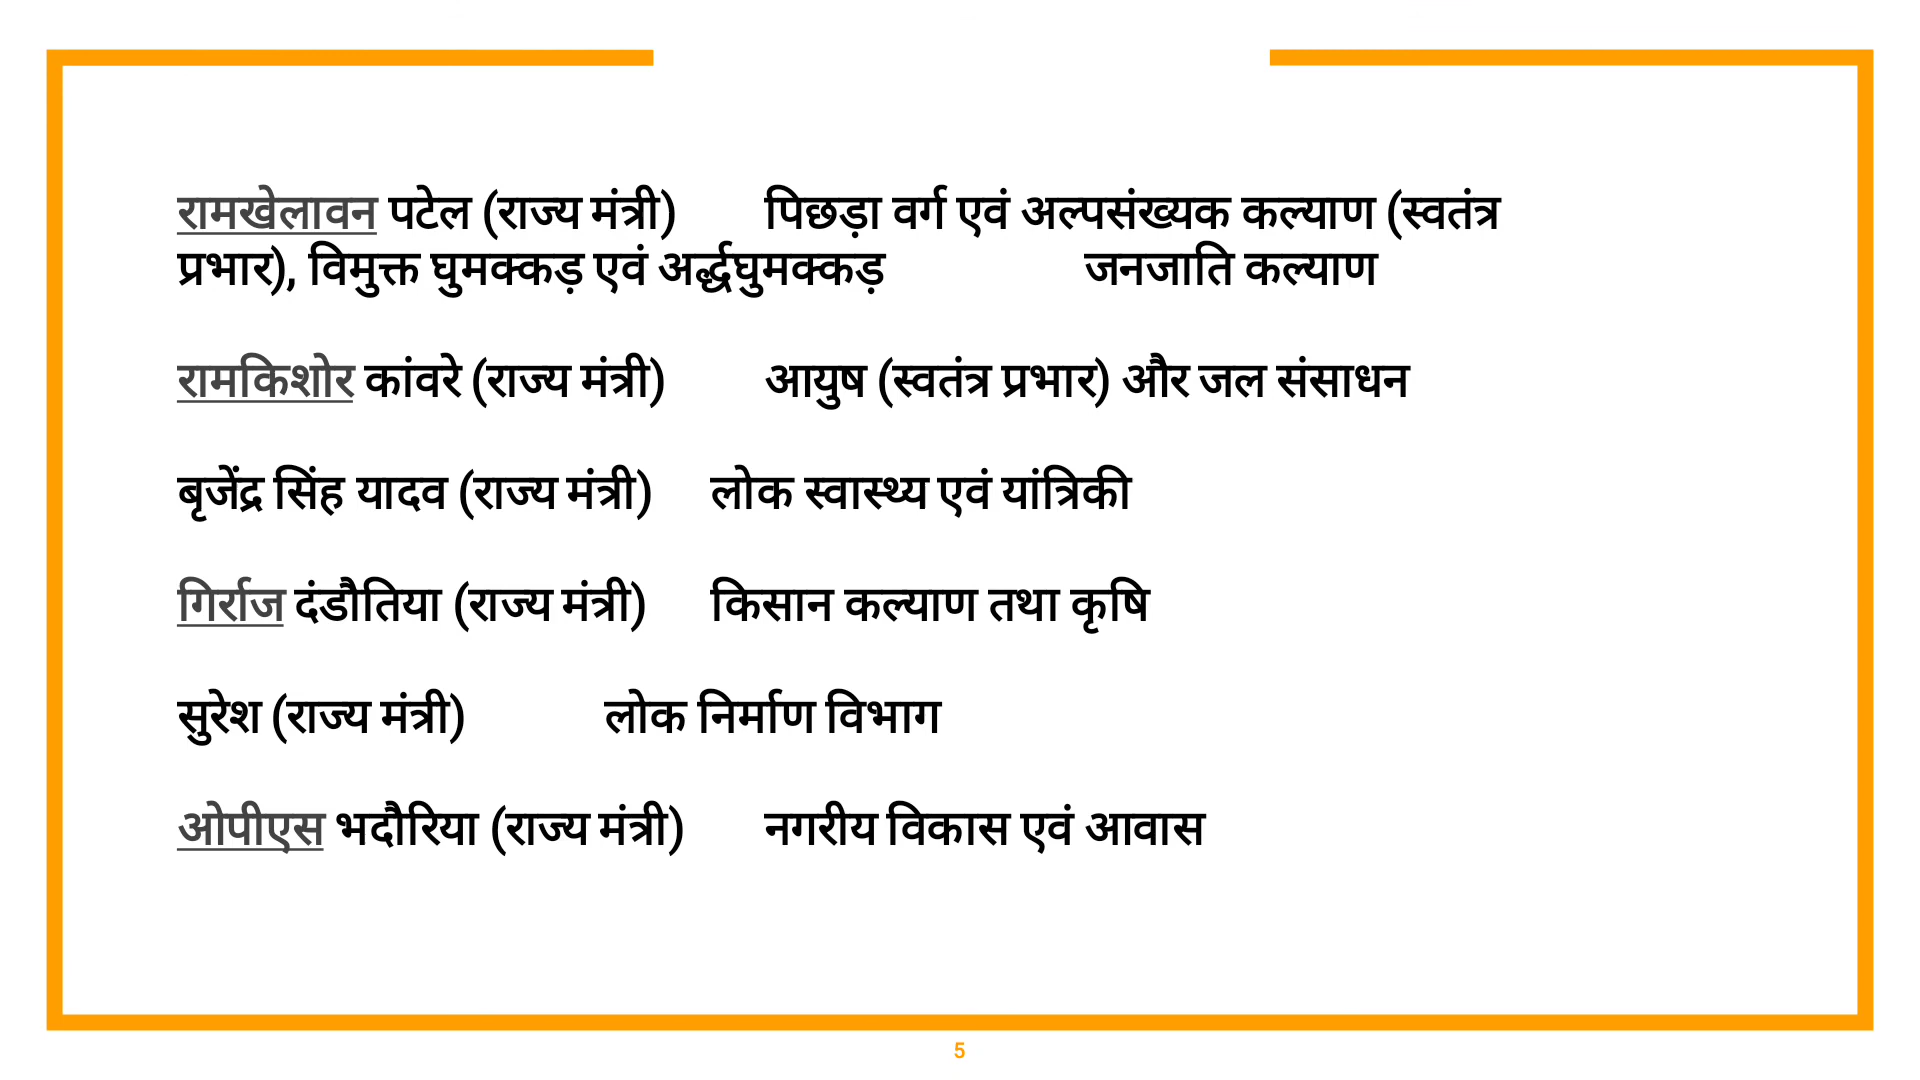 रामखेलावन पटेल (राज्य मंत्री) पिछड़ा वर्ग एवं अल्पसंख्यक कल्याण (स्वतंत्र
प्रभार), विमुक्त घुमक्कड़ एवं अर्द्धघुमक्कड़ जनजाति कल्याण
रामकिशोर कांवरे (राज्य मंत्री) आयुष (स्वतंत्र प्रभार) और जल संसाधन
बृजेंद्र सिंह यादव (राज्य मंत्री) लोक स्वास्थ्य एवं यांत्रिकी
गिर्राज दंडौतिया (राज्य मंत्री) किसान कल्याण तथा कृषि
सुरेश (राज्य मंत्री) लोक निर्माण विभाग
ओपीएस भदौरिया (राज्य मंत्री) नगरीय विकास एवं आवास
5